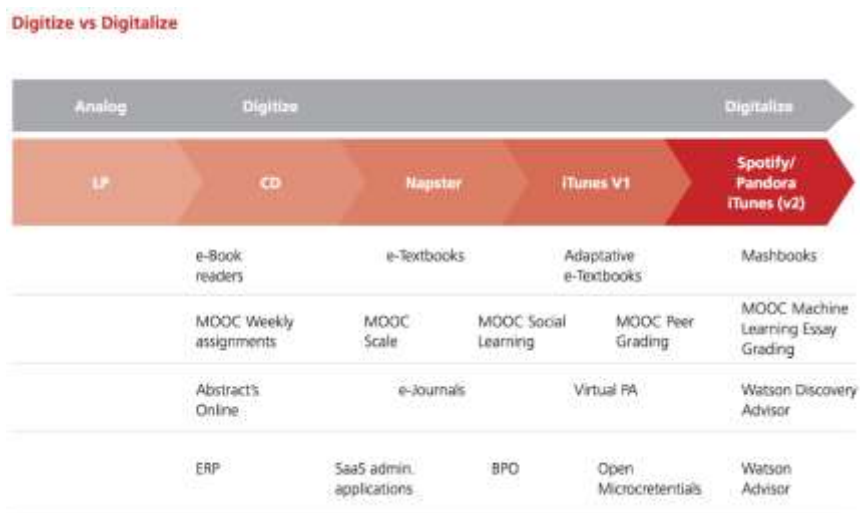 Digitize vs Digitalize
Analog Digitize Digitalize
LP CD Napster iTunes V1 Spotify/
Pandora
iTunes (v2)
e-Book e-Textbooks Adaptative Mashbooks
readers e-Textbooks
MOOC Weekly MOOC MOOC Social MOOC Peer MOOC Machine
assignments Scale Learning Grading Learning Essay
Grading
Abstract's e-Journals Virtual PA Watson Discovery
Online Advisor
ERP SaaS admin. BPO Open Watson
applications Microcretentials Advisor